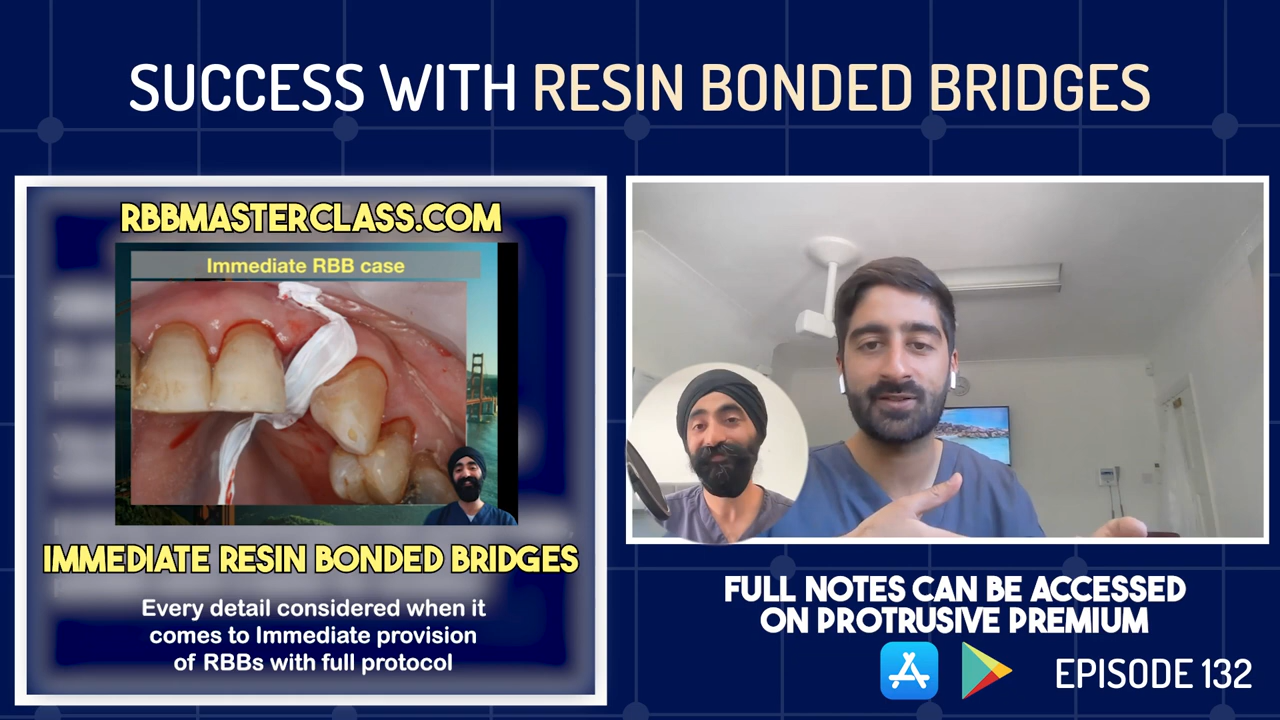 SUCCESS WITH RESIN BONDED BRIDGES
RBBMASTERCLASS.COM
Immediate RBB case
IMMEDIATE RESIN BONDED BRIDGES
Every detail considered when it
comes to Immediate provision
of RBBs with full protocol
FULL NOTES CAN BE ACCESSED
ON PROTRUSIVE PREMIUM
EPISODE 132